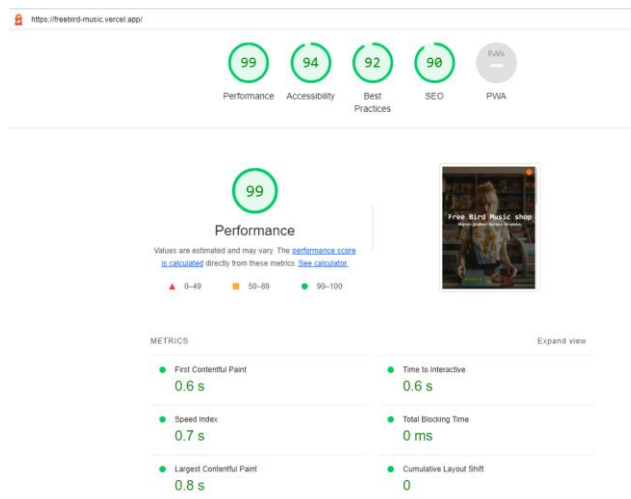 https://freebird-music.vercel.app/
99
94
92
90
PWA
Performance
Accessibility
Best
Practices
SEO
PWA
99
Performance
Values are estimated and may vary. The performance score
is calculated directly from these metrics. See calculator.
0–49
50–89
90–100
Free Bird Music shop
METRICS
Expand view
First Contentful Paint
0.6 s
Time to Interactive
0.6 s
Speed Index
0.7 s
Total Blocking Time
0 ms
Largest Contentful Paint
0.8 s
Cumulative Layout Shift
0